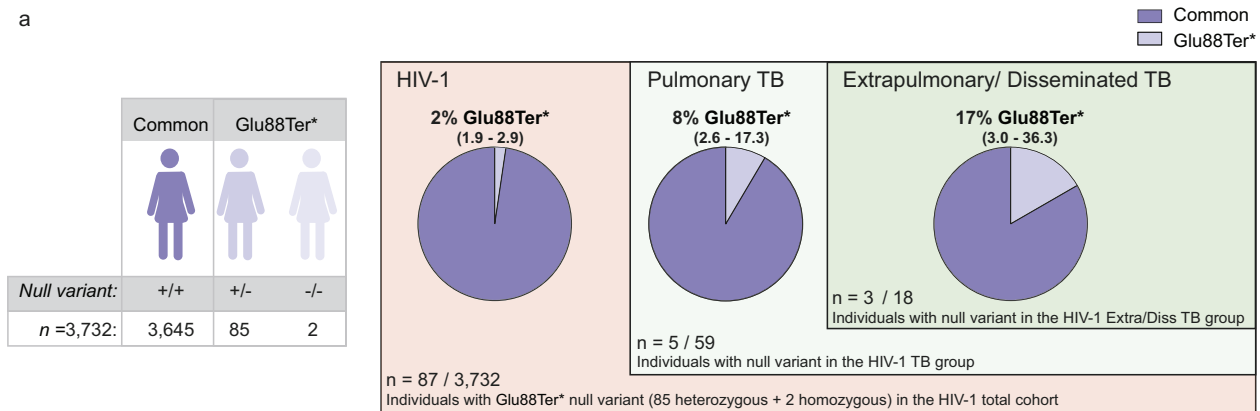 a
Common
Glu88Ter*
Common Glu88Ter*
Null variant: +/+ +/- -/-
n =3,732: 3,645 85 2
HIV-1
2% Glu88Ter*
(1.9 - 2.9)
Pulmonary TB
8% Glu88Ter*
(2.6 - 17.3)
Extrapulmonary/ Disseminated TB
17% Glu88Ter*
(3.0 - 36.3)
n = 3 / 18
Individuals with null variant in the HIV-1 Extra/Diss TB group
n = 5 / 59
Individuals with null variant in the HIV-1 TB group
n = 87 / 3,732
Individuals with Glu88Ter* null variant (85 heterozygous + 2 homozygous) in the HIV-1 total cohort